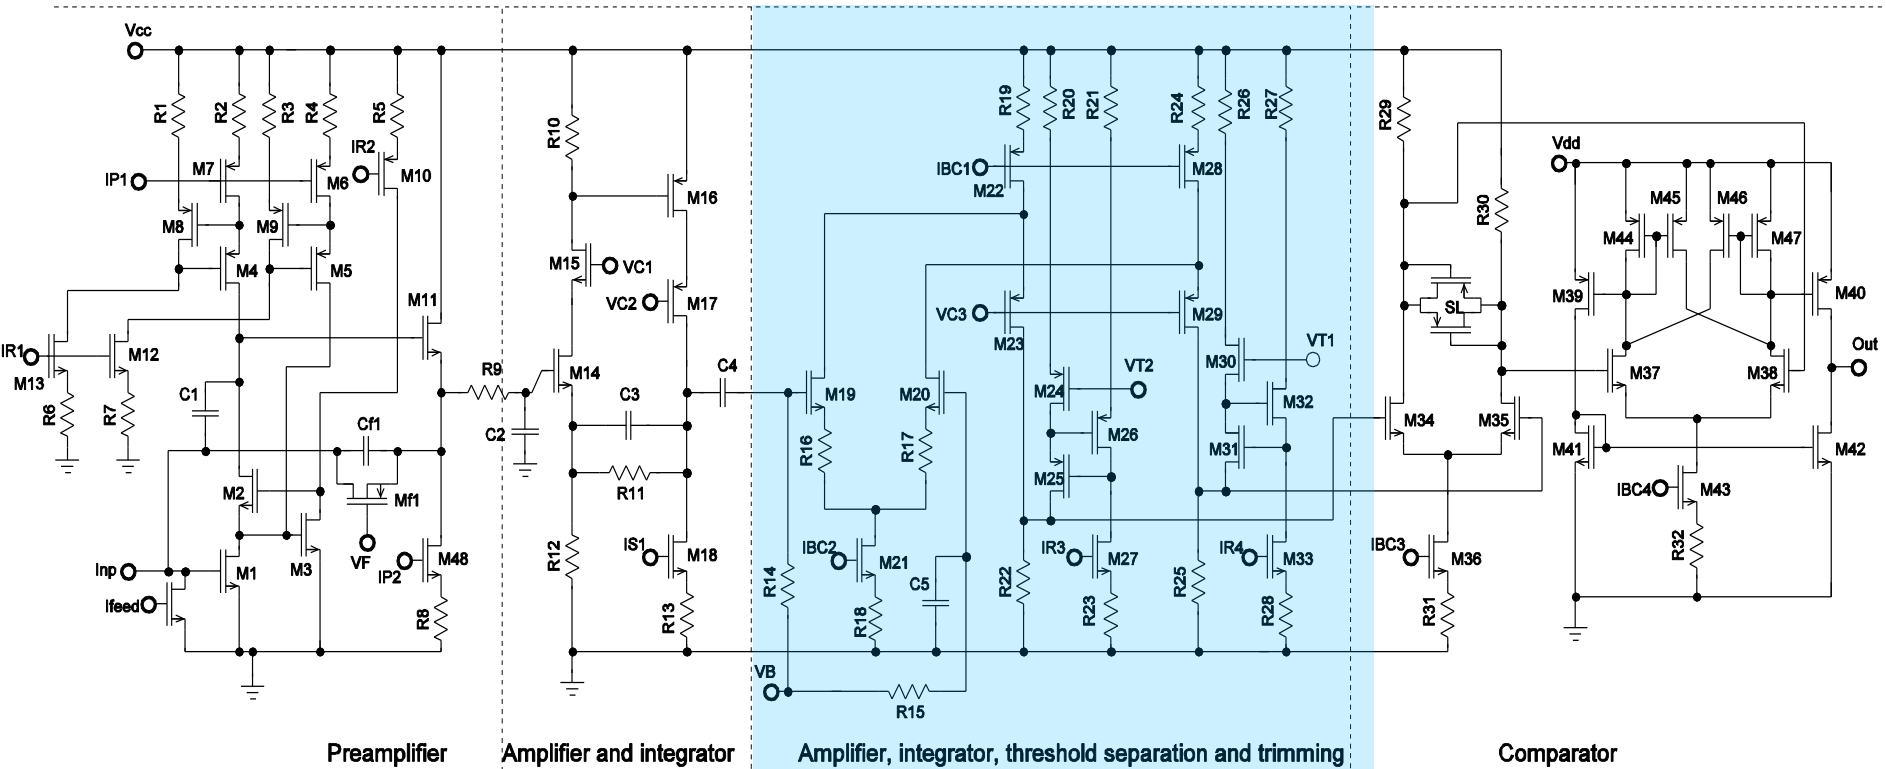 Vcc
R1
R2
R3
R4
R5
IR2
M7
M6
M10
IP1
M8
M9
M4
M5
M11
IR1
M12
M13
R6
R7
C1
Cf1
M2
Mf1
VF
M3
M1
Inp
Ifeed
IP2
M48
R8
Preamplifier
R10
M16
M15
VC1
VC2
M17
R9
M14
C2
C3
R11
C4
R12
IS1
M18
R13
Amplifier and integrator
R19
R20
R21
R24
R26
R27
IBC1
M22
M28
VC3
M23
M29
M30
VT1
M24
VT2
M19
M20
M32
M26
M31
M25
R16
R17
IBC2
M21
IR3
M27
IR4
M33
R14
C5
R18
R22
R23
R25
R28
VB
R15
Amplifier, integrator, threshold separation and trimming
R29
R30
SL
Vdd
M45
M46
M44
M47
M39
M40
M37
M38
Out
M34
M35
M41
M42
IBC4
M43
IBC3
M36
R32
R31
Comparator